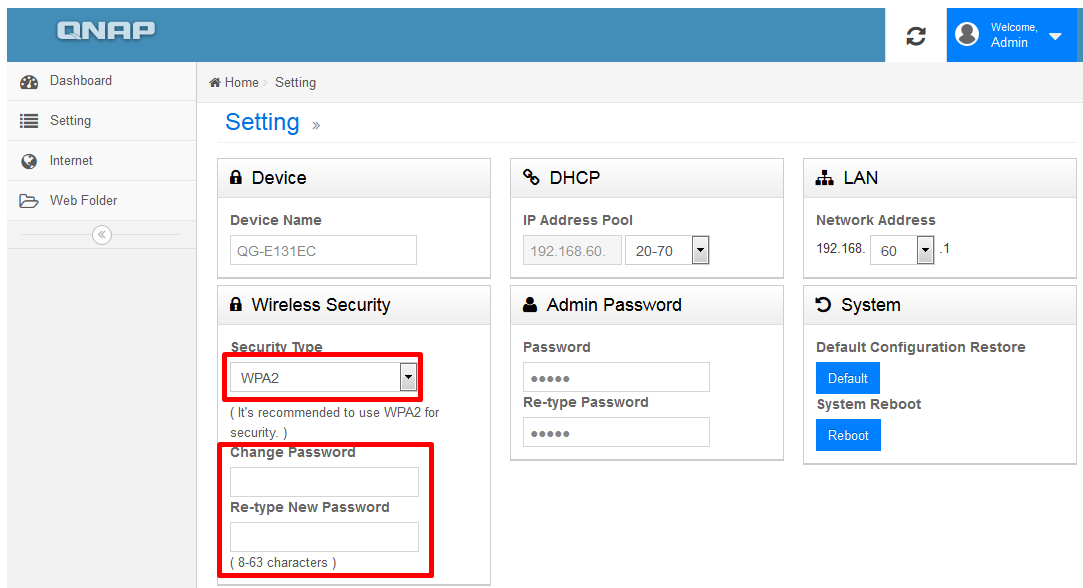 QNAP
Welcome,
Admin
Dashboard
Setting
Internet
Web Folder
Home
Setting
Setting »
Device
Device Name
QG-E131EC
DHCP
IP Address Pool
192.168.60. 20-70
LAN
Network Address
192.168. 60 .1
Wireless Security
Security Type
WPA2
( It's recommended to use WPA2 for
security. )
Change Password
Re-type New Password
( 8-63 characters )
Admin Password
Password
●●●●●
Re-type Password
●●●●●
System
Default Configuration Restore
Default
System Reboot
Reboot